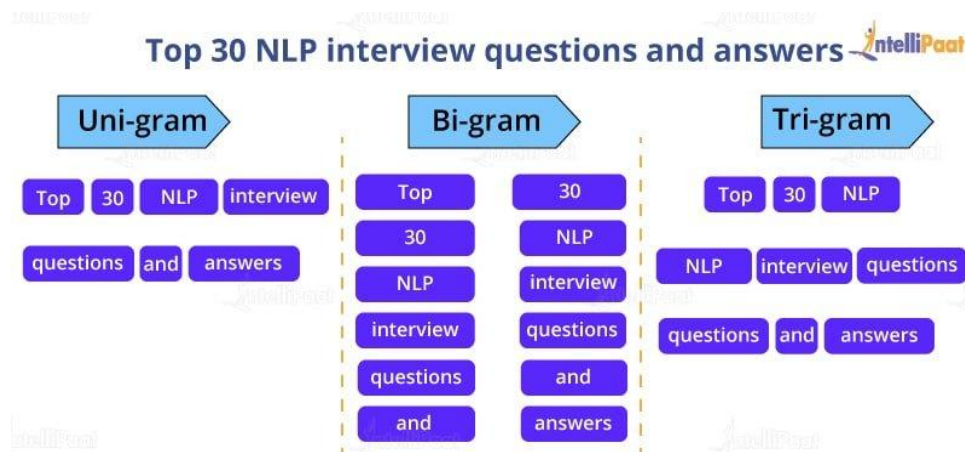 Top 30 NLP interview questions and answers
IntelliPaat
Uni-gram
Top 30 NLP interview
questions and answers
Bi-gram
Top 30
30 NLP
NLP interview
interview questions
questions and
and answers
Tri-gram
Top 30 NLP
NLP interview questions
questions and answers